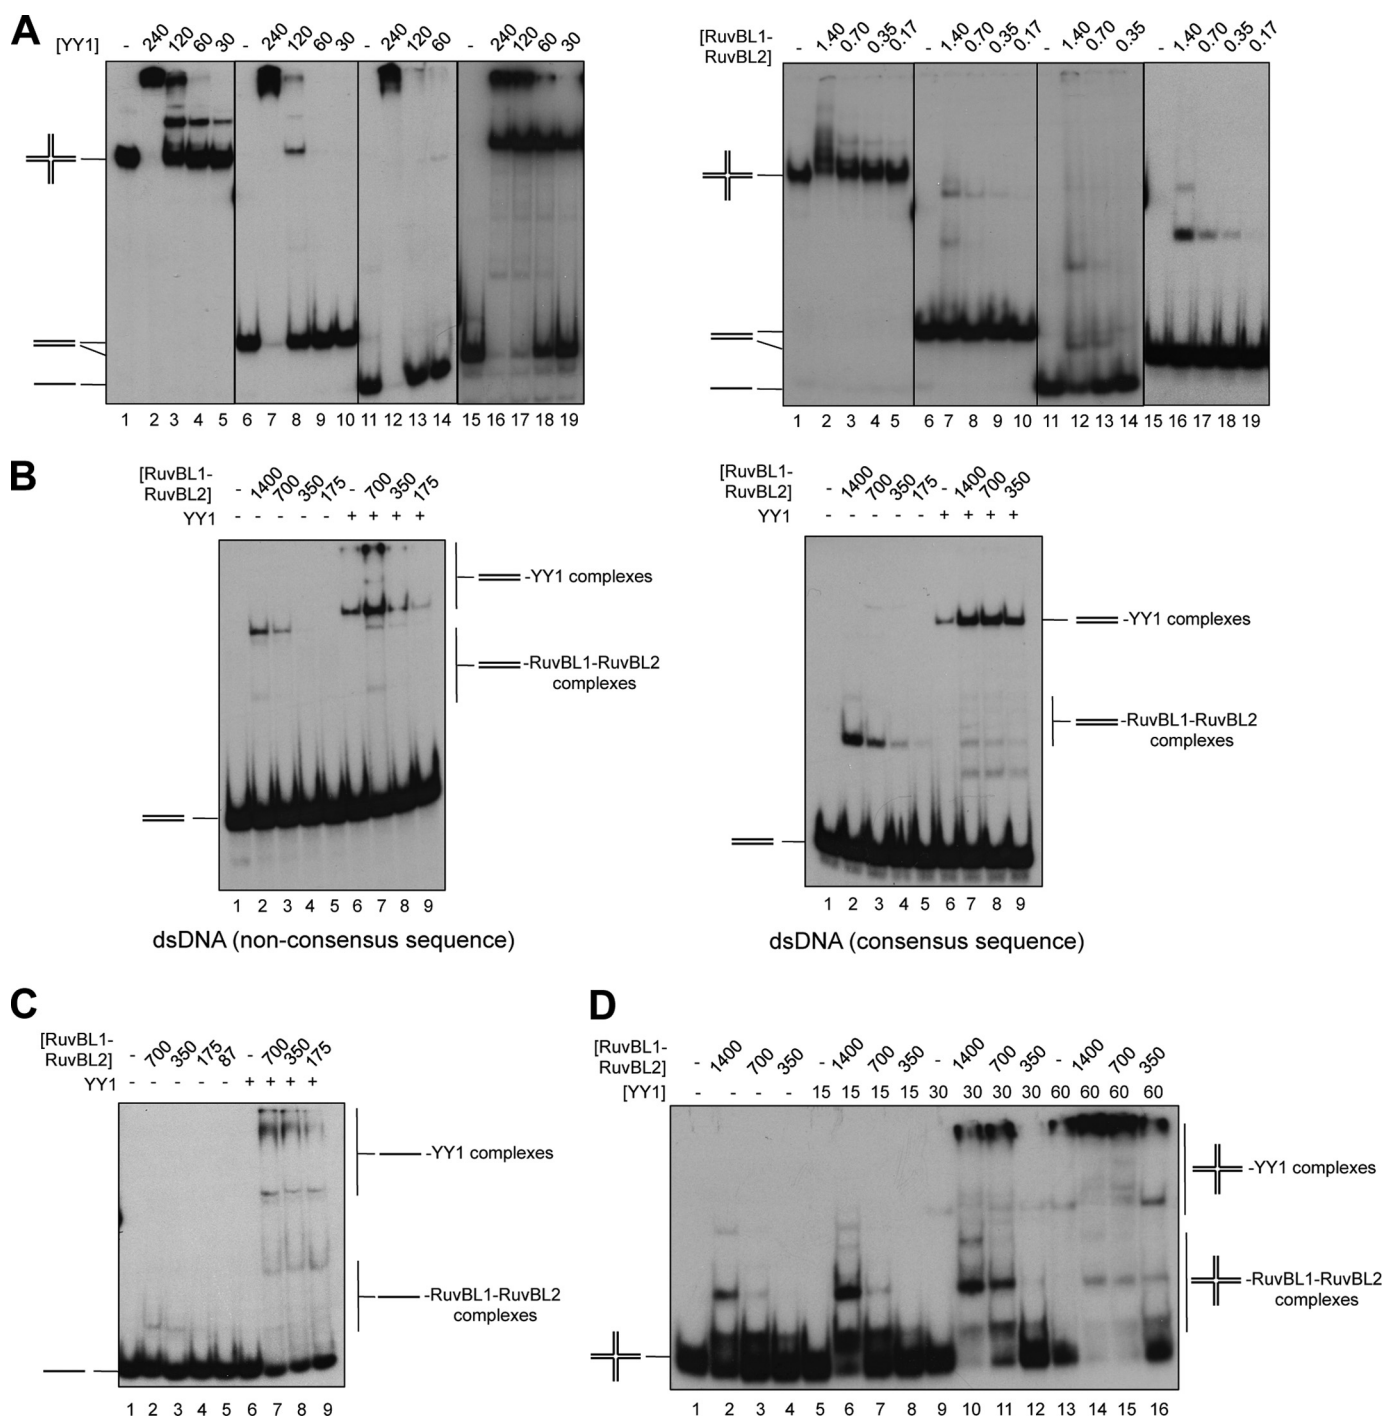 A
[YY1]
- 240 120 60 30 - 240 120 60 30 - 240 120 60 - 240 120 60 30
1 2 3 4 5 6 7 8 9 10 11 12 13 14 15 16 17 18 19
[RuvBL1-
RuvBL2]
- 1.40 0.70 0.35 0.17 - 1.40 0.70 0.35 0.17 - 1.40 0.70 0.35 - 1.40 0.70 0.35 0.17
1 2 3 4 5 6 7 8 9 10 11 12 13 14 15 16 17 18 19
B
[RuvBL1-
RuvBL2]
- 1400 700 350 175 - 700 350 175
YY1 - - - - - + + + +
-YY1 complexes
-RuvBL1-RuvBL2
complexes
1 2 3 4 5 6 7 8 9
dsDNA (non-consensus sequence)
[RuvBL1-
RuvBL2]
- 1400 700 350 175 - 1400 700 350
YY1 - - - - - + + + +
-YY1 complexes
-RuvBL1-RuvBL2
complexes
1 2 3 4 5 6 7 8 9
dsDNA (consensus sequence)
C
[RuvBL1-
RuvBL2]
- 700 350 175 87 - 700 350 175
YY1 - - - - - + + + +
-YY1 complexes
-RuvBL1-RuvBL2
complexes
1 2 3 4 5 6 7 8 9
D
[RuvBL1-
RuvBL2]
- 1400 700 350 - 1400 700 350 - 1400 700 350 - 1400 700 350
[YY1] - - - - 15 15 15 15 30 30 30 30 60 60 60 60
-YY1 complexes
-RuvBL1-RuvBL2
complexes
1 2 3 4 5 6 7 8 9 10 11 12 13 14 15 16